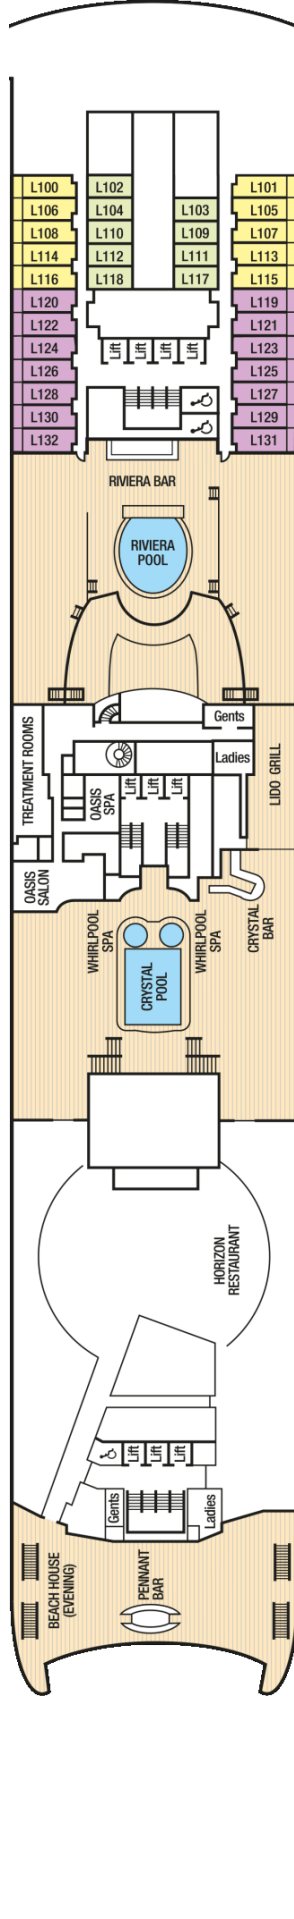 L100 L102 L101
L106 L104 L103 L105
L108 L110 L109 L107
L114 L112 L111 L113
L116 L118 L117 L115
L120 L119
L122 L121
L124 Lift Lift Lift Lift L123
L126 L125
L128 L127
L130 L129
L132 L131
RIVIERA BAR
RIVIERA
POOL
Gents
Ladies
TREATMENT ROOMS
LIDO GRILL
OASIS
SPA
Lift Lift Lift
OASIS
SALON
WHIRLPOOL
SPA
WHIRLPOOL
SPA
CRYSTAL
BAR
CRYSTAL
POOL
HORIZON
RESTAURANT
Lift Lift Lift
Gents
Ladies
BEACH HOUSE
(EVENING)
PENNANT
BAR